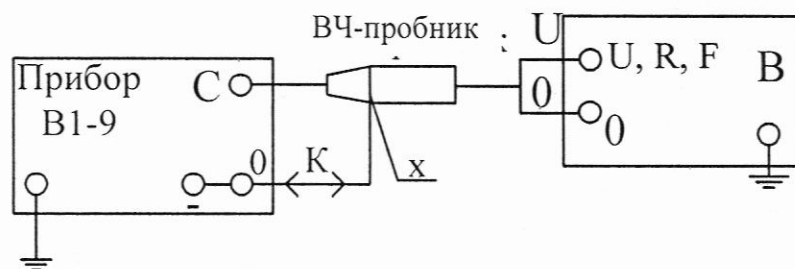 ВЧ-пробник
: U
Прибор
В1-9
С
U, R, F
В
0
0
0
К
х
-